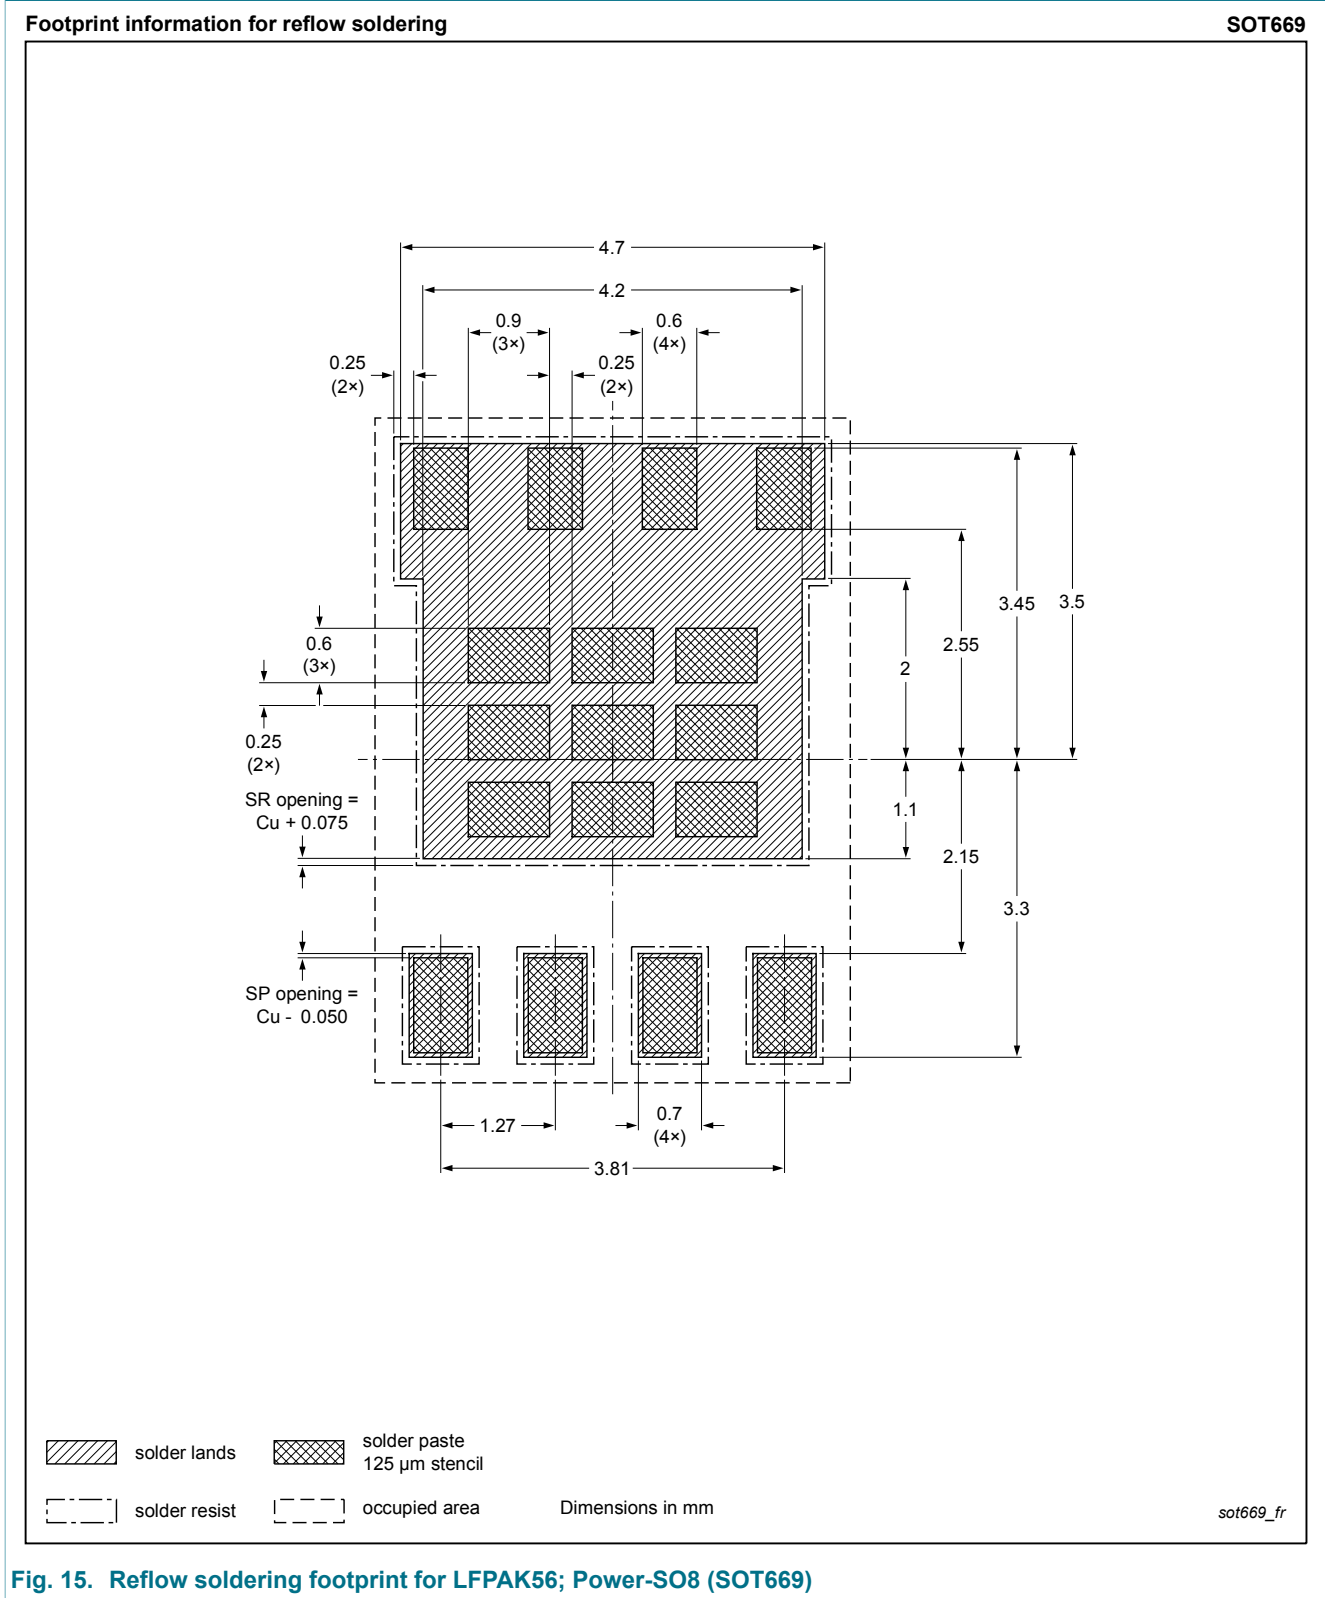 Footprint information for reflow soldering
SOT669
4.7
4.2
0.9
(3×)
0.6
(4×)
0.25
(2×)
0.25
(2×)
3.45
3.5
2.55
2
0.6
(3×)
0.25
(2×)
SR opening =
Cu + 0.075
1.1
2.15
3.3
SP opening =
Cu - 0.050
1.27
0.7
(4×)
3.81
solder lands
solder paste
125 µm stencil
solder resist
occupied area
Dimensions in mm
sot669_fr
Fig. 15. Reflow soldering footprint for LFPAK56; Power-SO8 (SOT669)